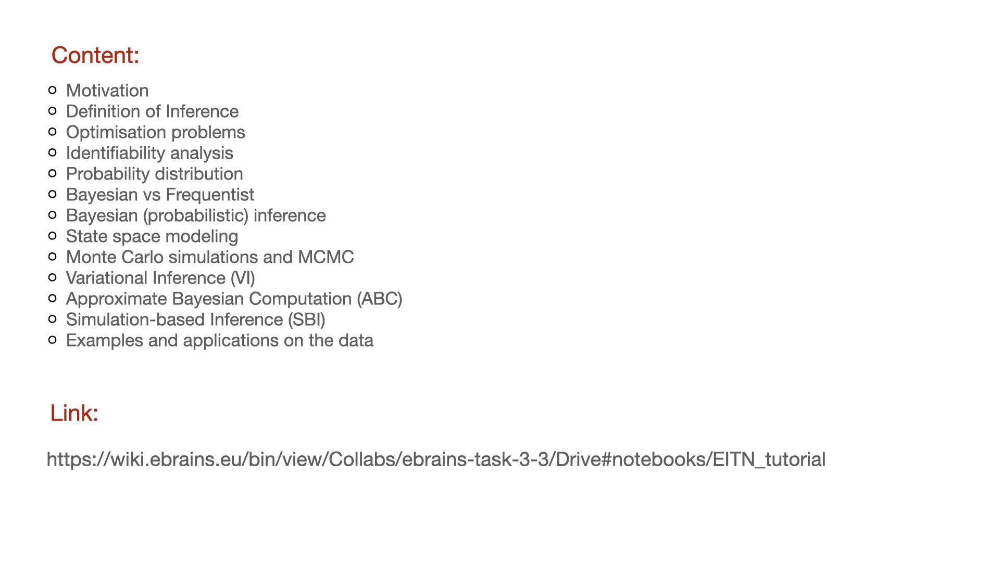 Content:
Motivation
Definition of Inference
Optimisation problems
Identifiability analysis
Probability distribution
Bayesian vs Frequentist
Bayesian (probabilistic) inference
State space modeling
Monte Carlo simulations and MCMC
Variational Inference (VI)
Approximate Bayesian Computation (ABC)
Simulation-based Inference (SBI)
Examples and applications on the data
Link:
https://wiki.ebrains.eu/bin/view/Collabs/ebrains-task-3-3/Drive#notebooks/EITN_tutorial